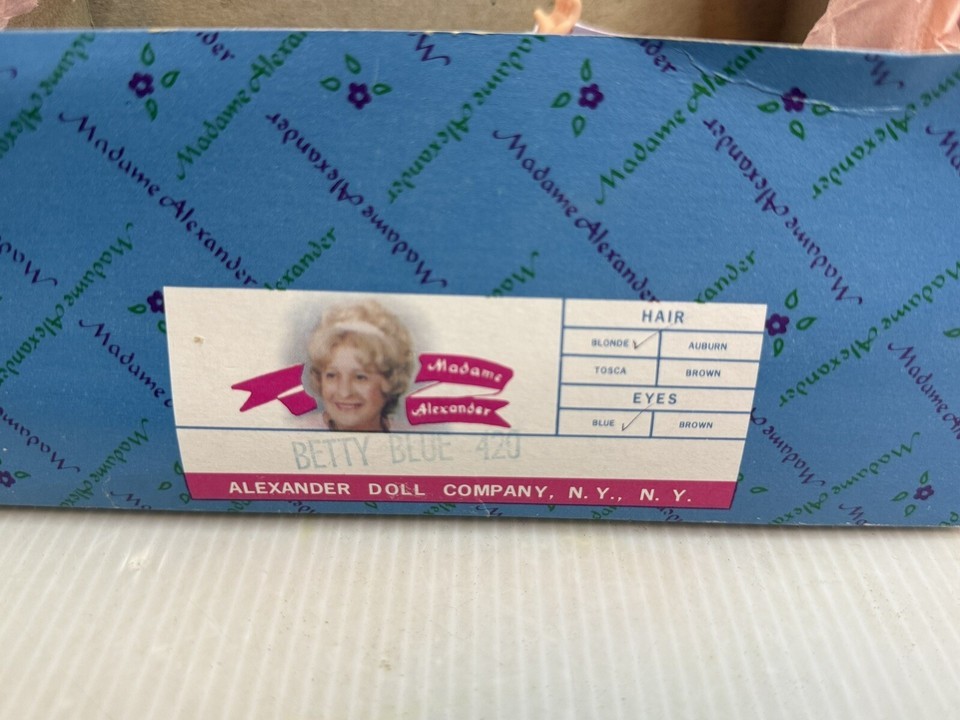 Madame Alexander
Madame Alexander
Madame Alexander
Madame Alexander
Madame Alexander
Madame Alexander
Madame
Alexander
HAIR
BLONDE ✓ AUBURN
TOSCA BROWN
EYES
BLUE ✓ BROWN
BETTY BLUE 420
ALEXANDER DOLL COMPANY, N. Y., N. Y.